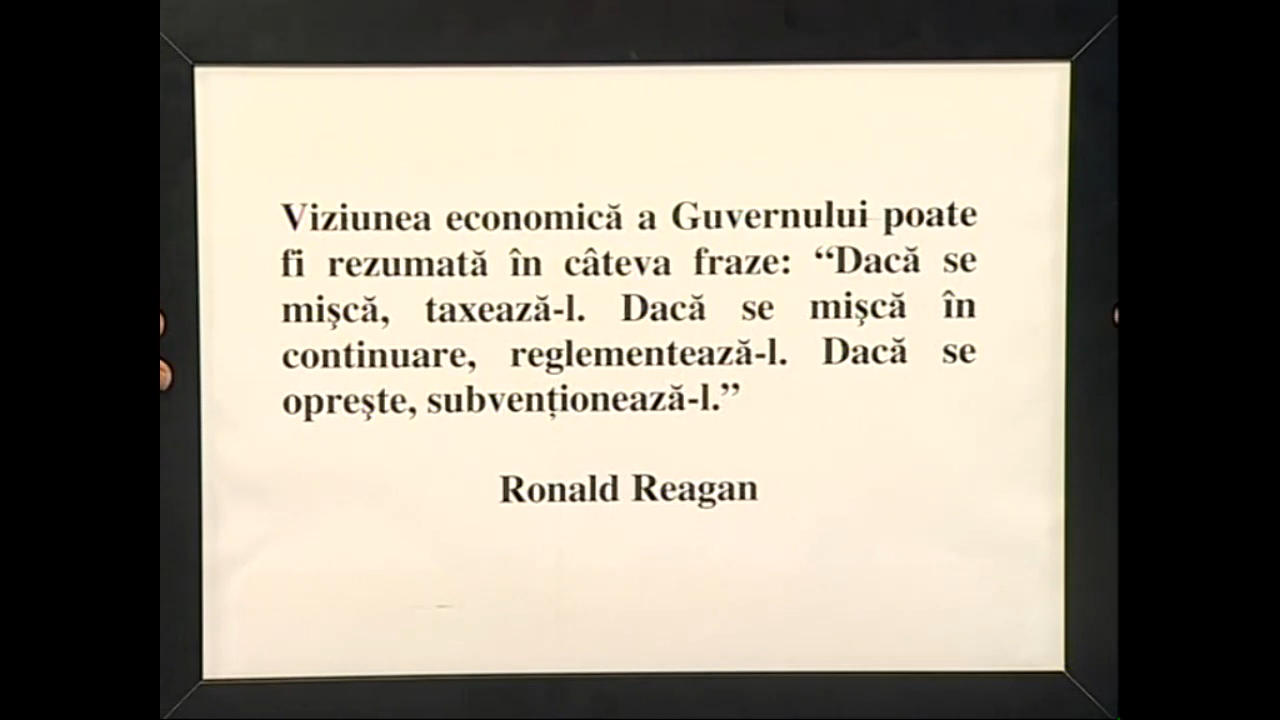 Viziunea economică a Guvernului poate
fi rezumată în câteva fraze: “Dacă se
mişcă, taxează-l. Dacă se mişcă în
continuare, reglementează-l. Dacă se
opreşte, subvenţionează-l.”
Ronald Reagan